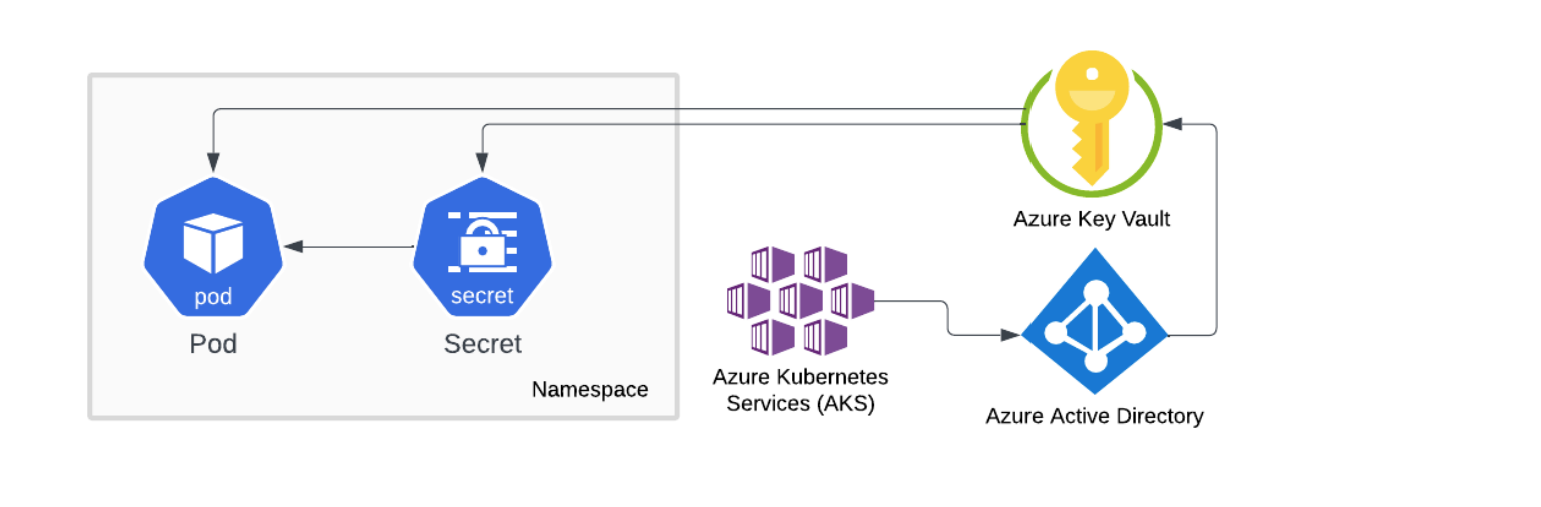 pod
Pod
secret
Secret
Namespace
Azure Key Vault
Azure Kubernetes
Services (AKS)
Azure Active Directory